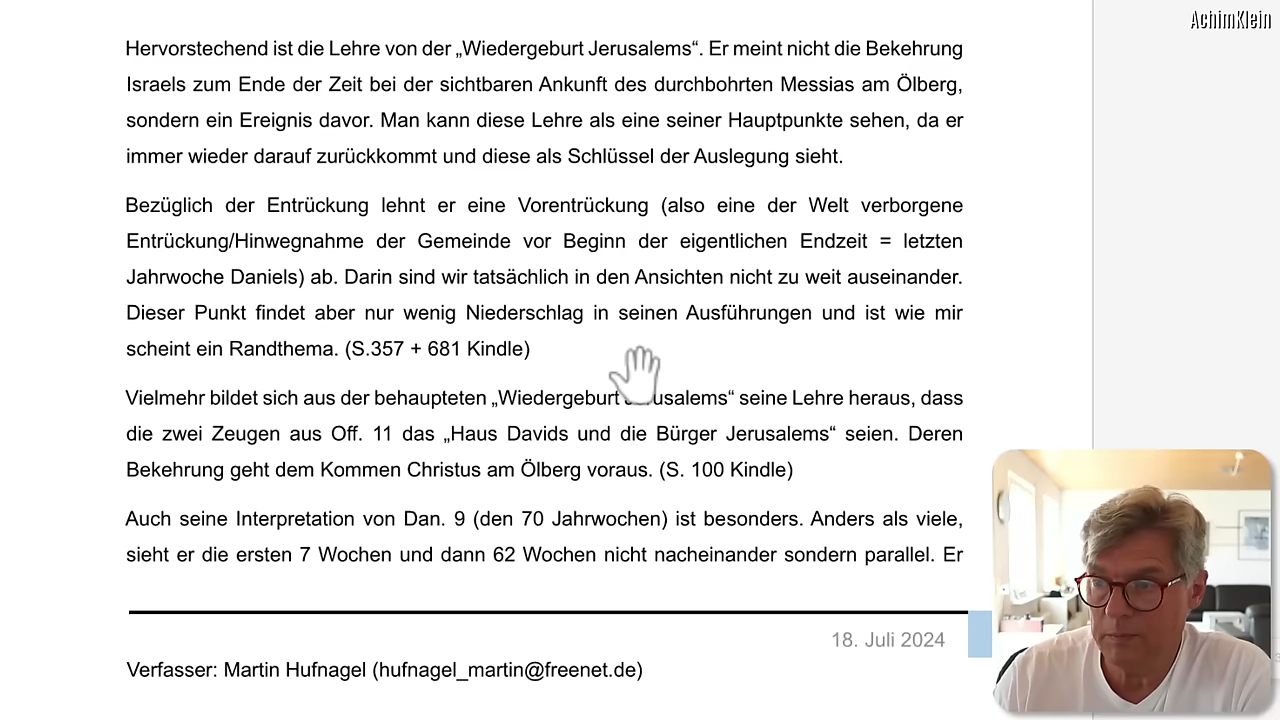 AchimKlein
Hervorstechend ist die Lehre von der „Wiedergeburt Jerusalems“. Er meint nicht die Bekehrung
Israels zum Ende der Zeit bei der sichtbaren Ankunft des durchbohrten Messias am Ölberg,
sondern ein Ereignis davor. Man kann diese Lehre als eine seiner Hauptpunkte sehen, da er
immer wieder darauf zurückkommt und diese als Schlüssel der Auslegung sieht.
Bezüglich der Entrückung lehnt er eine Vorentrückung (also eine der Welt verborgene
Entrückung/Hinwegnahme der Gemeinde vor Beginn der eigentlichen Endzeit = letzten
Jahrwoche Daniels) ab. Darin sind wir tatsächlich in den Ansichten nicht zu weit auseinander.
Dieser Punkt findet aber nur wenig Niederschlag in seinen Ausführungen und ist wie mir
scheint ein Randthema. (S.357 + 681 Kindle)
Vielmehr bildet sich aus der behaupteten „Wiedergeburt Jerusalems“ seine Lehre heraus, dass
die zwei Zeugen aus Off. 11 das „Haus Davids und die Bürger Jerusalems“ seien. Deren
Bekehrung geht dem Kommen Christus am Ölberg voraus. (S. 100 Kindle)
Auch seine Interpretation von Dan. 9 (den 70 Jahrwochen) ist besonders. Anders als viele,
sieht er die ersten 7 Wochen und dann 62 Wochen nicht nacheinander sondern parallel. Er
18. Juli 2024
Verfasser: Martin Hufnagel (hufnagel_martin@freenet.de)